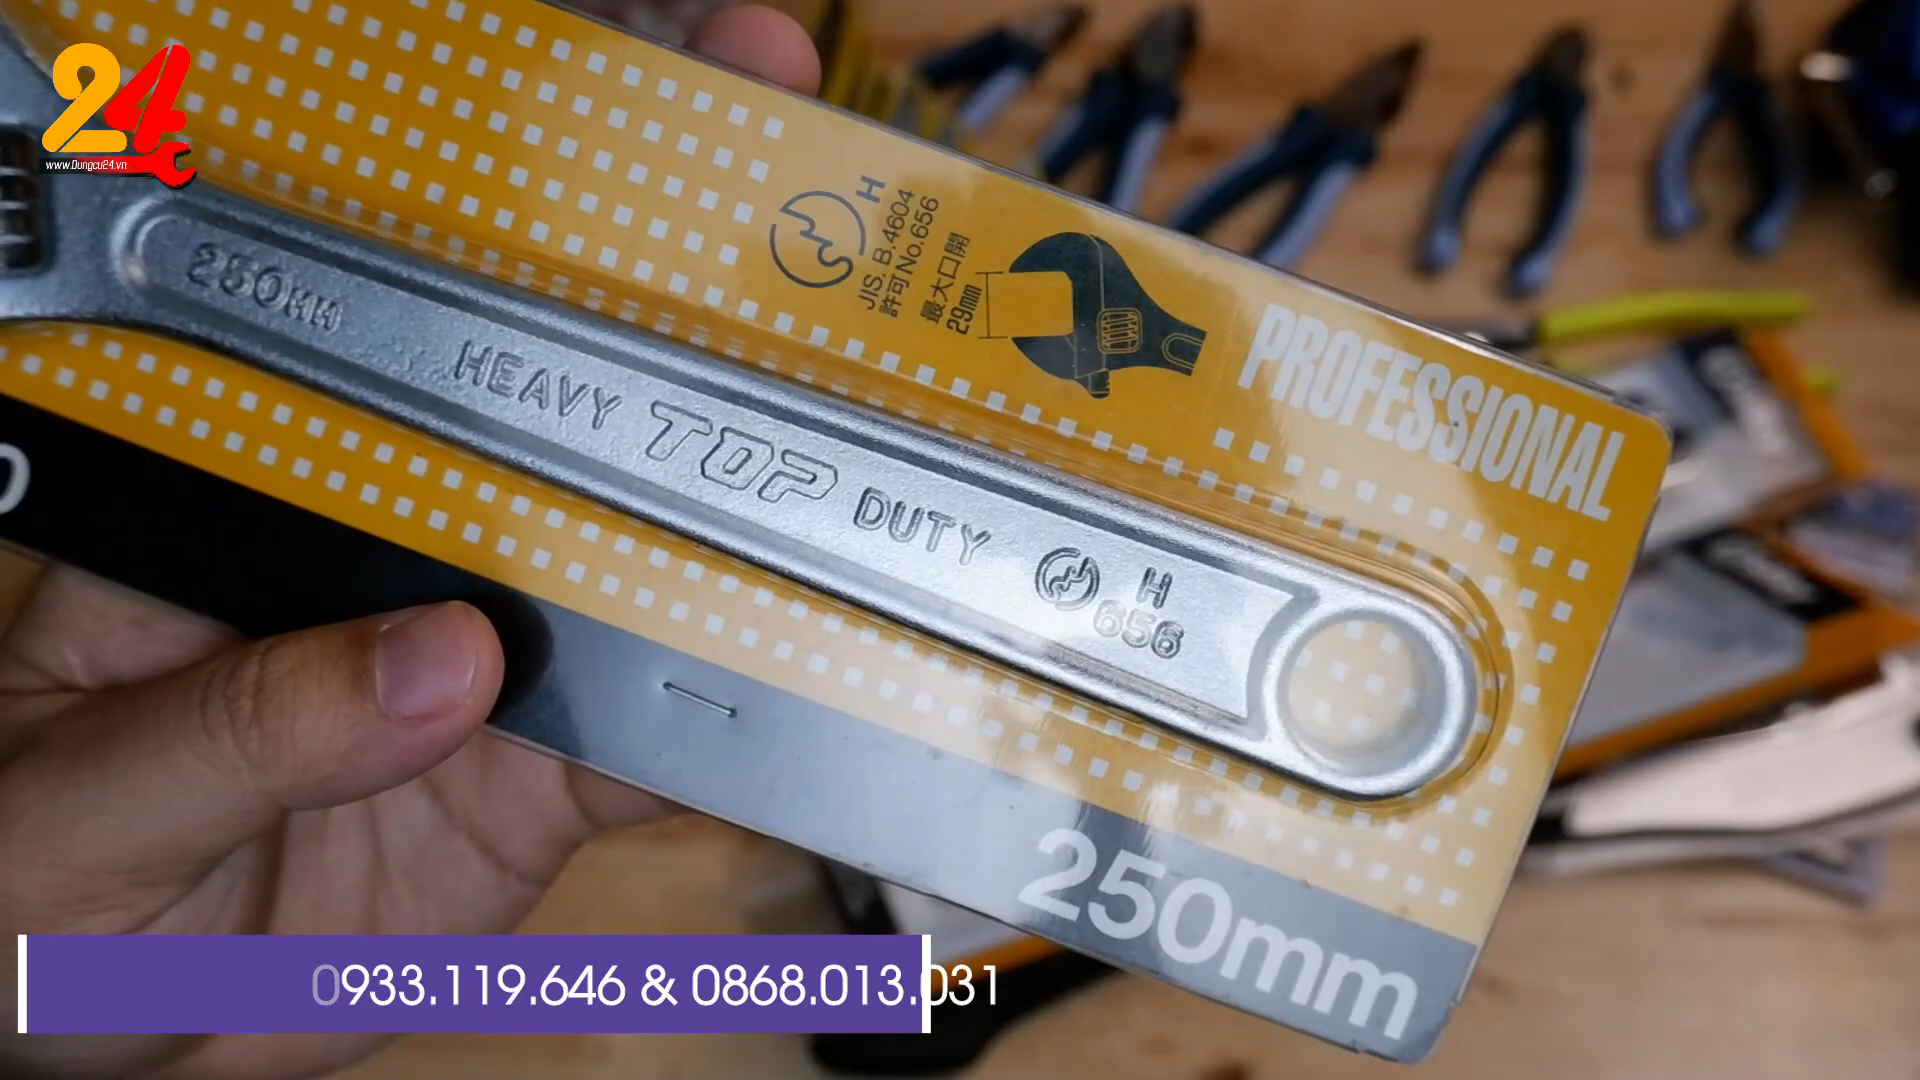 24
www.Dungcu24.vn
H
JIS. B. 4604
許可No.656
最大口開
29mm
PROFESSIONAL
250MM
HEAVY TOP DUTY
H
656
0
250mm
0933.119.646 & 0868.013.031